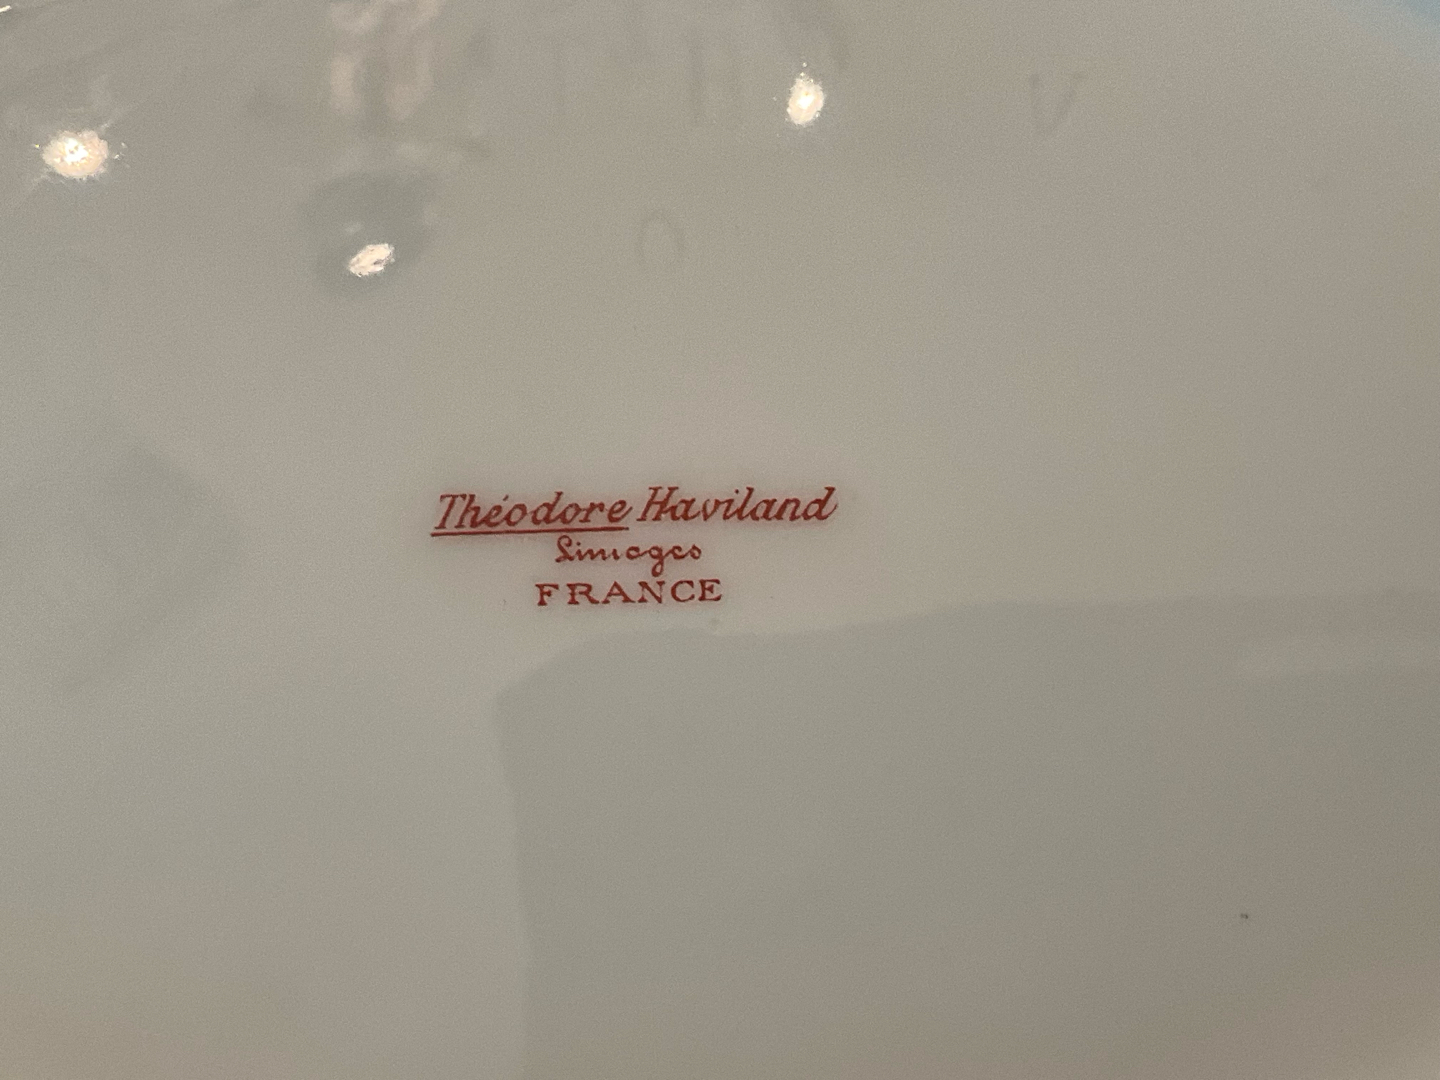 T H V
O
Théodore Haviland
Limoges
FRANCE